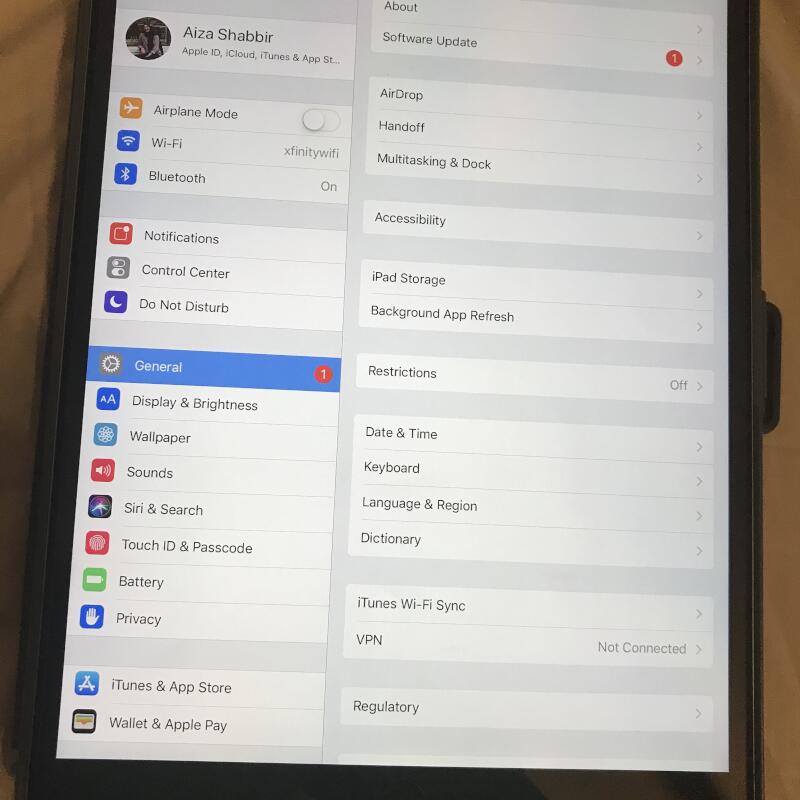 Aiza Shabbir
Apple ID, iCloud, iTunes & App St...
Airplane Mode
Wi-Fi
xfinitywifi
Bluetooth
On
Notifications
Control Center
Do Not Disturb
General
1
AA
Display & Brightness
Wallpaper
Sounds
Siri & Search
Touch ID & Passcode
Battery
Privacy
iTunes & App Store
Wallet & Apple Pay
About
Software Update
1
AirDrop
Handoff
Multitasking & Dock
Accessibility
iPad Storage
Background App Refresh
Restrictions
Off
Date & Time
Keyboard
Language & Region
Dictionary
iTunes Wi-Fi Sync
VPN
Not Connected
Regulatory